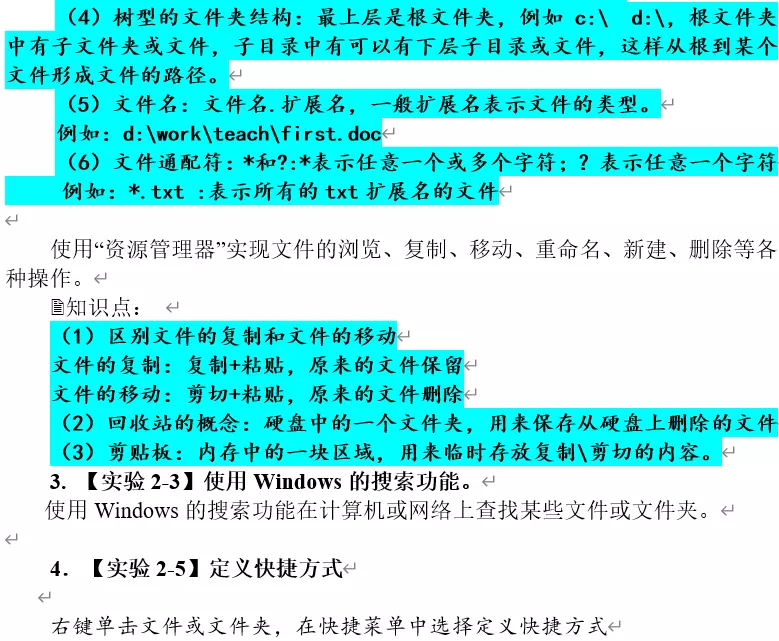 （4）树型的文件夹结构：最上层是根文件夹，例如 c:\ d:\，根文件夹
中有子文件夹或文件，子目录中有可以有下层子目录或文件，这样从根到某个
文件形成文件的路径。
（5）文件名：文件名.扩展名，一般扩展名表示文件的类型。
例如：d:\work\teach\first.doc
（6）文件通配符：*和?:*表示任意一个或多个字符；? 表示任意一个字符
例如：*.txt :表示所有的txt扩展名的文件
使用“资源管理器”实现文件的浏览、复制、移动、重命名、新建、删除等各
种操作。
知识点：
（1）区别文件的复制和文件的移动
文件的复制：复制+粘贴，原来的文件保留
文件的移动：剪切+粘贴，原来的文件删除
（2）回收站的概念：硬盘中的一个文件夹，用来保存从硬盘上删除的文件
（3）剪贴板：内存中的一块区域，用来临时存放复制\剪切的内容。
3. 【实验 2-3】使用 Windows 的搜索功能。
使用 Windows 的搜索功能在计算机或网络上查找某些文件或文件夹。
4．【实验 2-5】定义快捷方式
右键单击文件或文件夹，在快捷菜单中选择定义快捷方式